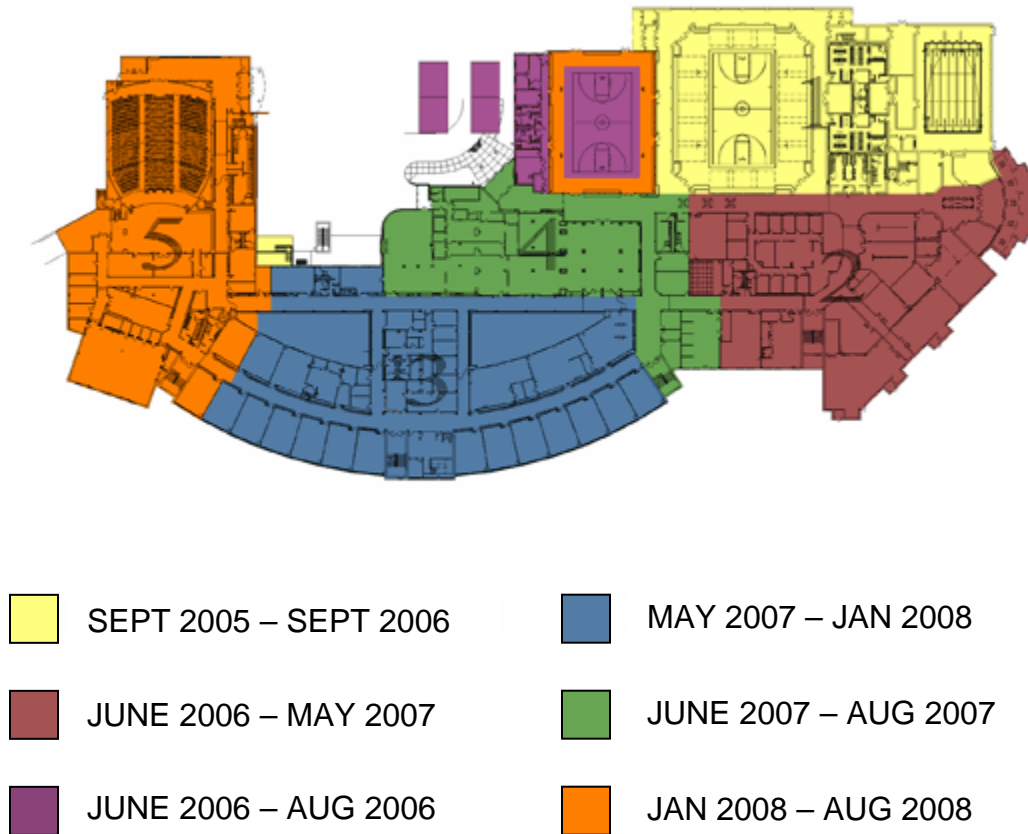 1
5
4
2
3
SEPT 2005 – SEPT 2006
MAY 2007 – JAN 2008
JUNE 2006 – MAY 2007
JUNE 2007 – AUG 2007
JUNE 2006 – AUG 2006
JAN 2008 – AUG 2008